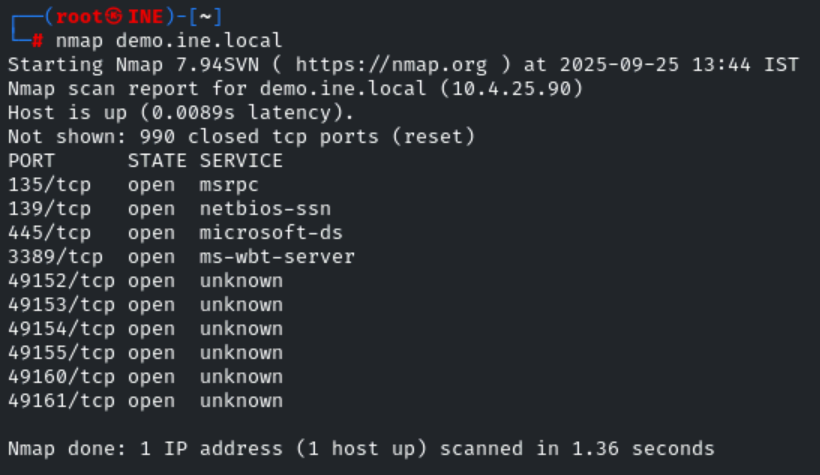 ┌──(root㉿INE)-[~]
└─# nmap demo.ine.local
Starting Nmap 7.94SVN ( https://nmap.org ) at 2025-09-25 13:44 IST
Nmap scan report for demo.ine.local (10.4.25.90)
Host is up (0.0089s latency).
Not shown: 990 closed tcp ports (reset)
PORT      STATE SERVICE
135/tcp   open  msrpc
139/tcp   open  netbios-ssn
445/tcp   open  microsoft-ds
3389/tcp  open  ms-wbt-server
49152/tcp open  unknown
49153/tcp open  unknown
49154/tcp open  unknown
49155/tcp open  unknown
49160/tcp open  unknown
49161/tcp open  unknown
Nmap done: 1 IP address (1 host up) scanned in 1.36 seconds